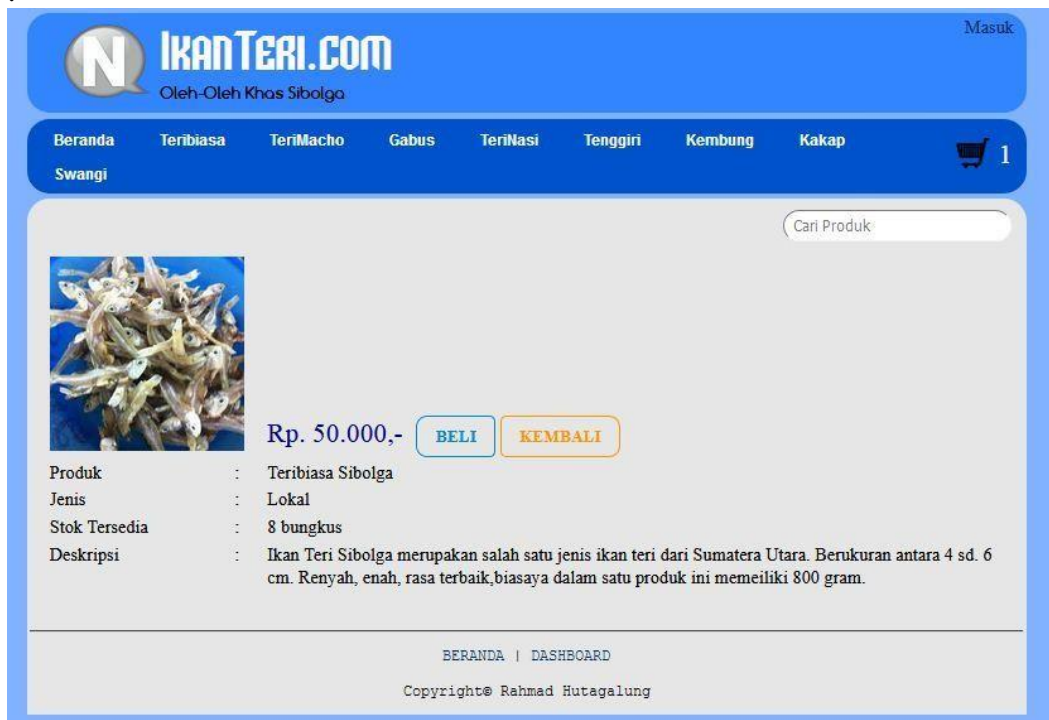 Masuk
N
IkanTeri.com
Oleh-Oleh Khas Sibolga
Beranda Teribiasa TeriMacho Gabus TeriNasi Tenggiri Kembung Kakap
1
Swangi
Cari Produk
Rp. 50.000,- BELI KEMBALI
Produk : Teribiasa Sibolga
Jenis : Lokal
Stok Tersedia : 8 bungkus
Deskripsi : Ikan Teri Sibolga merupakan salah satu jenis ikan teri dari Sumatera Utara. Berukuran antara 4 sd. 6
cm. Renyah, enah, rasa terbaik,biasaya dalam satu produk ini memeiliki 800 gram.
BERANDA | DASHBOARD
Copyright© Rahmad Hutagalung